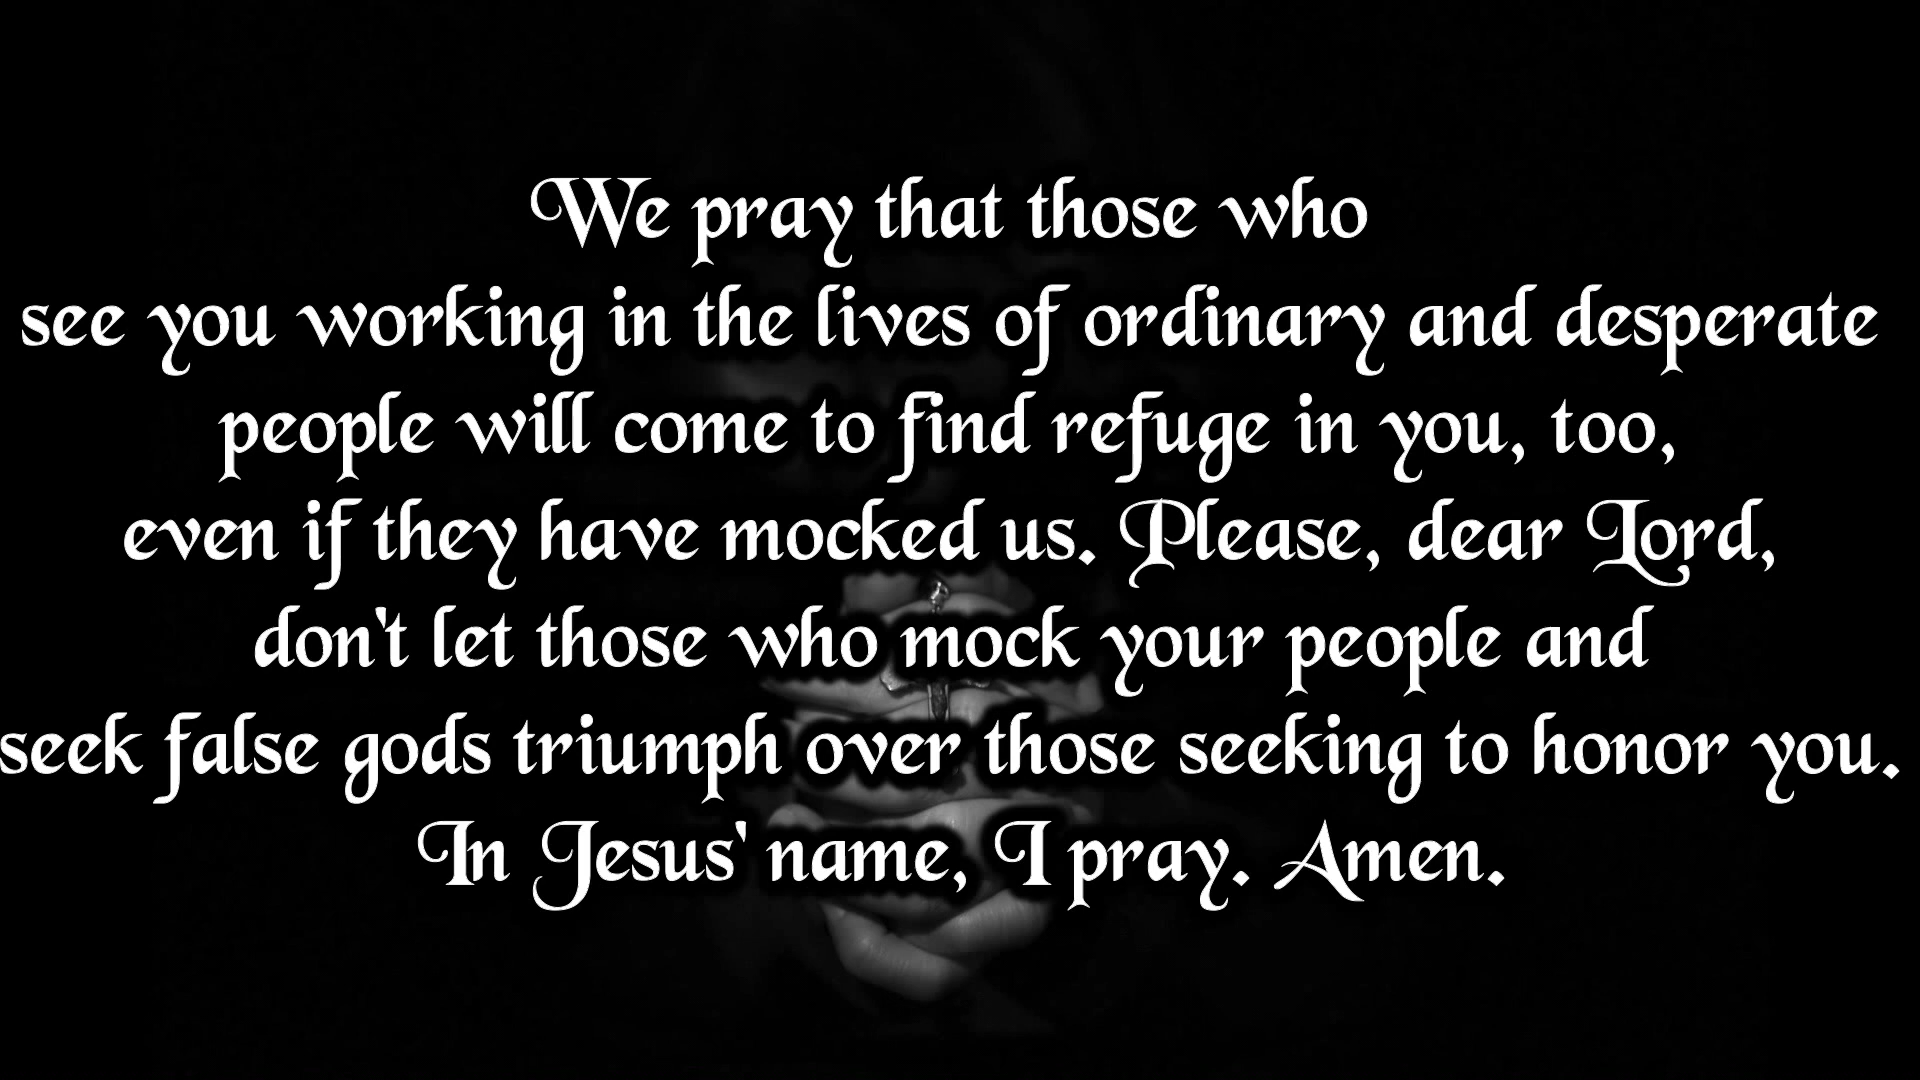 We pray that those who
see you working in the lives of ordinary and desperate
people will come to find refuge in you, too,
even if they have mocked us. Please, dear Lord,
don't let those who mock your people and
seek false gods triumph over those seeking to honor you.
In Jesus' name, I pray. Amen.